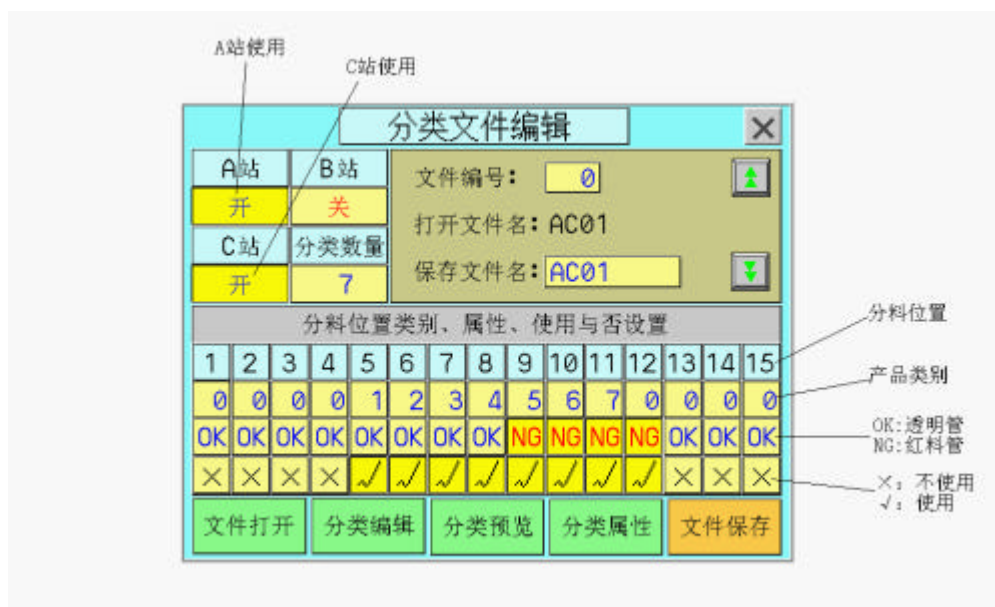 A站使用
C站使用
分类文件编辑
A站 B站
开 关
C站 分类数量
开 7
文件编号: 0
打开文件名:AC01
保存文件名:AC01
分料位置类别、属性、使用与否设置
1 2 3 4 5 6 7 8 9 10 11 12 13 14 15
0 0 0 0 1 2 3 4 5 6 7 0 0 0 0
OK OK OK OK OK OK OK OK NG NG NG NG OK OK OK
× × × × √ √ √ √ √ √ √ √ × × ×
文件打开 分类编辑 分类预览 分类属性 文件保存
分料位置
产品类别
OK:透明管
NG:红料管
×：不使用
√：使用